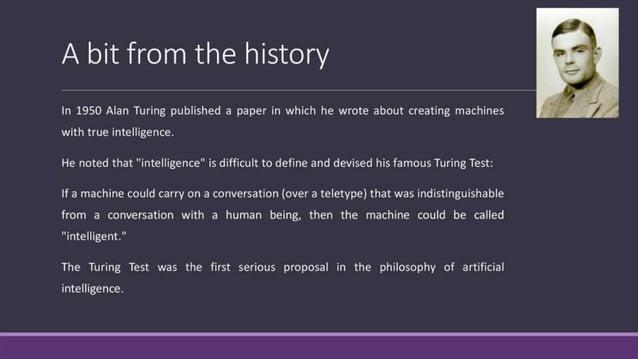 A bit from the history
In 1950 Alan Turing published a paper in which he wrote about creating machines
with true intelligence.
He noted that "intelligence" is difficult to define and devised his famous Turing Test:
If a machine could carry on a conversation (over a teletype) that was indistinguishable
from a conversation with a human being, then the machine could be called
"intelligent."
The Turing Test was the first serious proposal in the philosophy of artificial
intelligence.